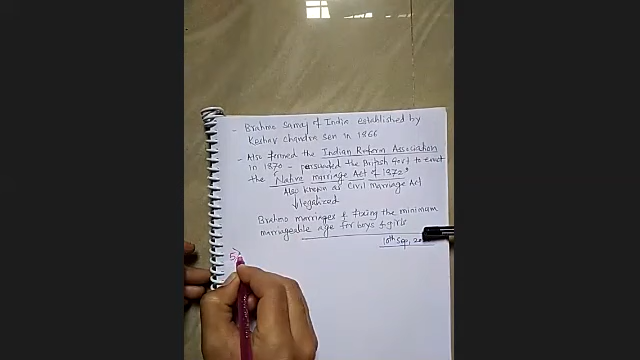 - Brahmo Samaj of India established by
Keshav Chandra Sen in 1866
- Also formed the Indian Reform Association
in 1870 - persuaded the British Govt to enact
the "Native marriage Act of 1872"
Also known as Civil Marriage Act
↓ legalized
Brahmo marriages & fixing the minimum
marriageable age for boys & girls
10th Sep, 20
5)